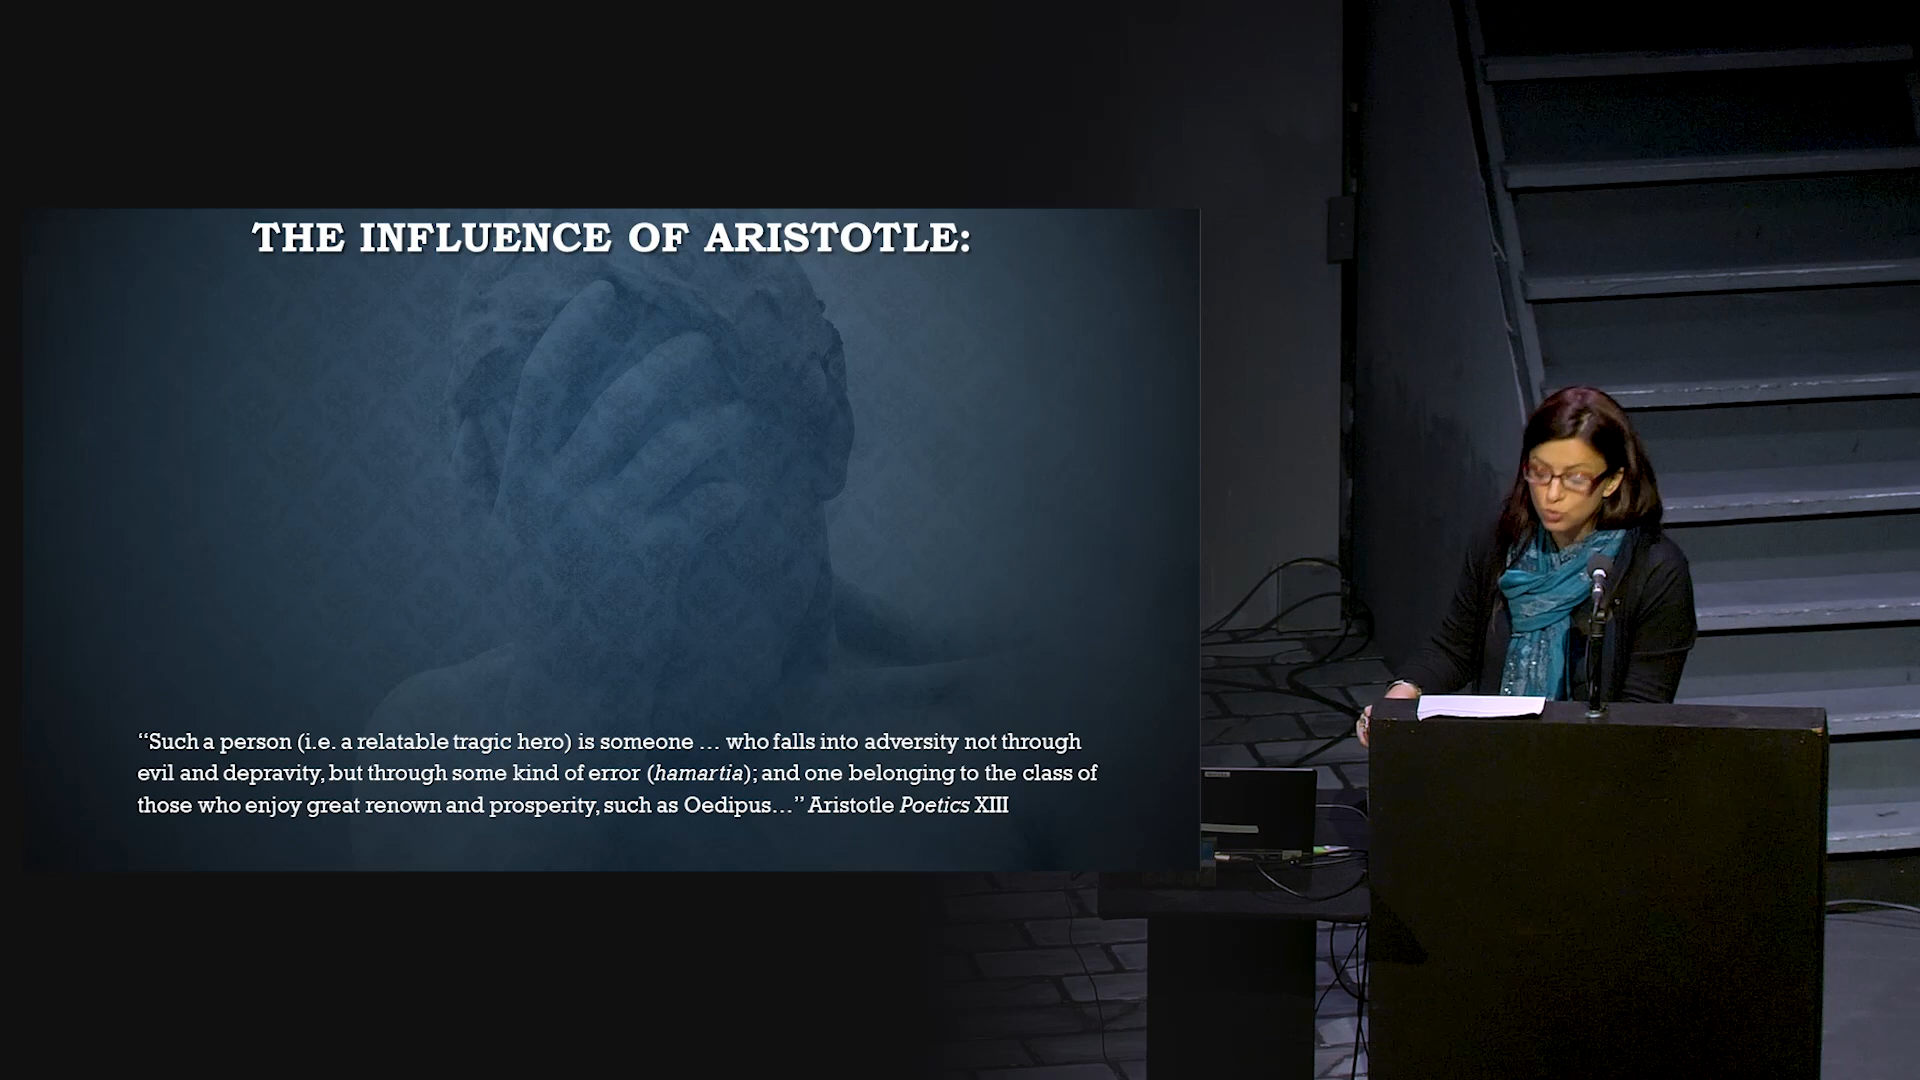 THE INFLUENCE OF ARISTOTLE:
“Such a person (i.e. a relatable tragic hero) is someone … who falls into adversity not through
evil and depravity, but through some kind of error (hamartia); and one belonging to the class of
those who enjoy great renown and prosperity, such as Oedipus…” Aristotle Poetics XIII